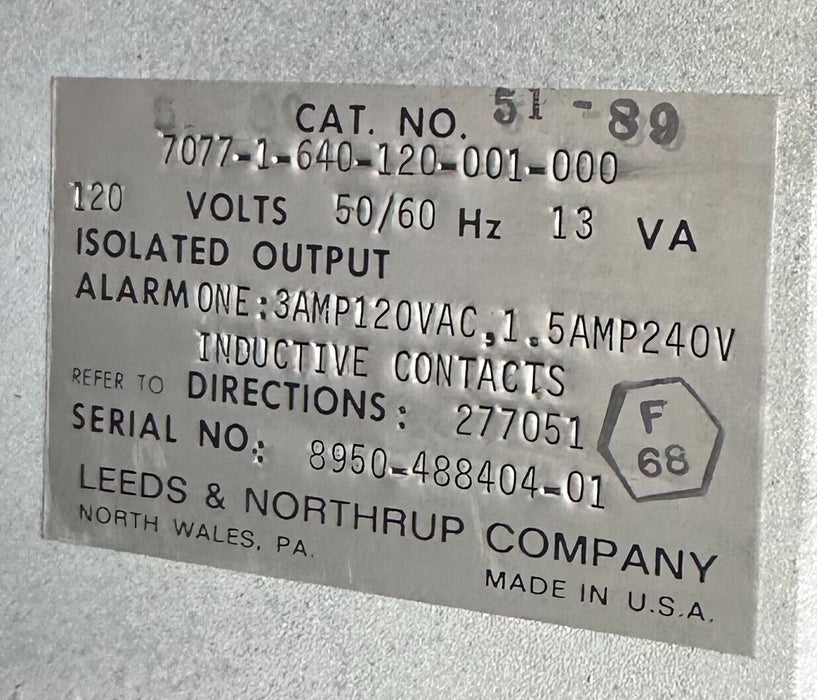 CAT. NO. 51-89
7077-1-640-120-001-000
120 VOLTS 50/60 Hz 13 VA
ISOLATED OUTPUT
ALARM ONE:3AMP120VAC,1.5AMP240V
INDUCTIVE CONTACTS
REFER TO DIRECTIONS: 277051
SERIAL NO: 8950-488404-01
F
68
LEEDS & NORTHRUP COMPANY
NORTH WALES, PA.
MADE IN U.S.A.